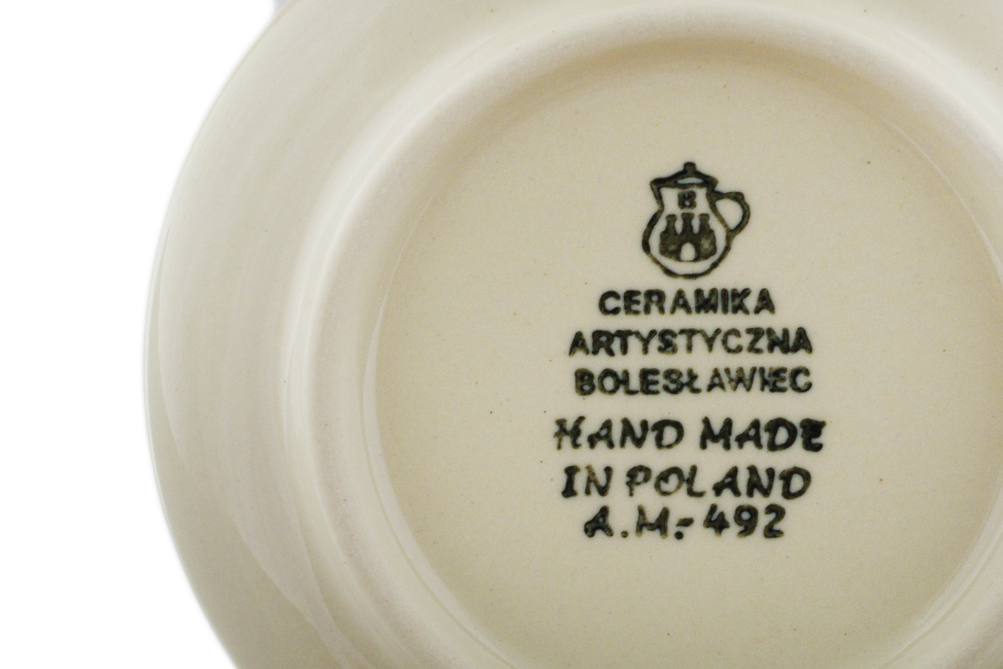 B
CERAMIKA
ARTYSTYCZNA
BOLESŁAWIEC
HAND MADE
IN POLAND
A.M.- 492